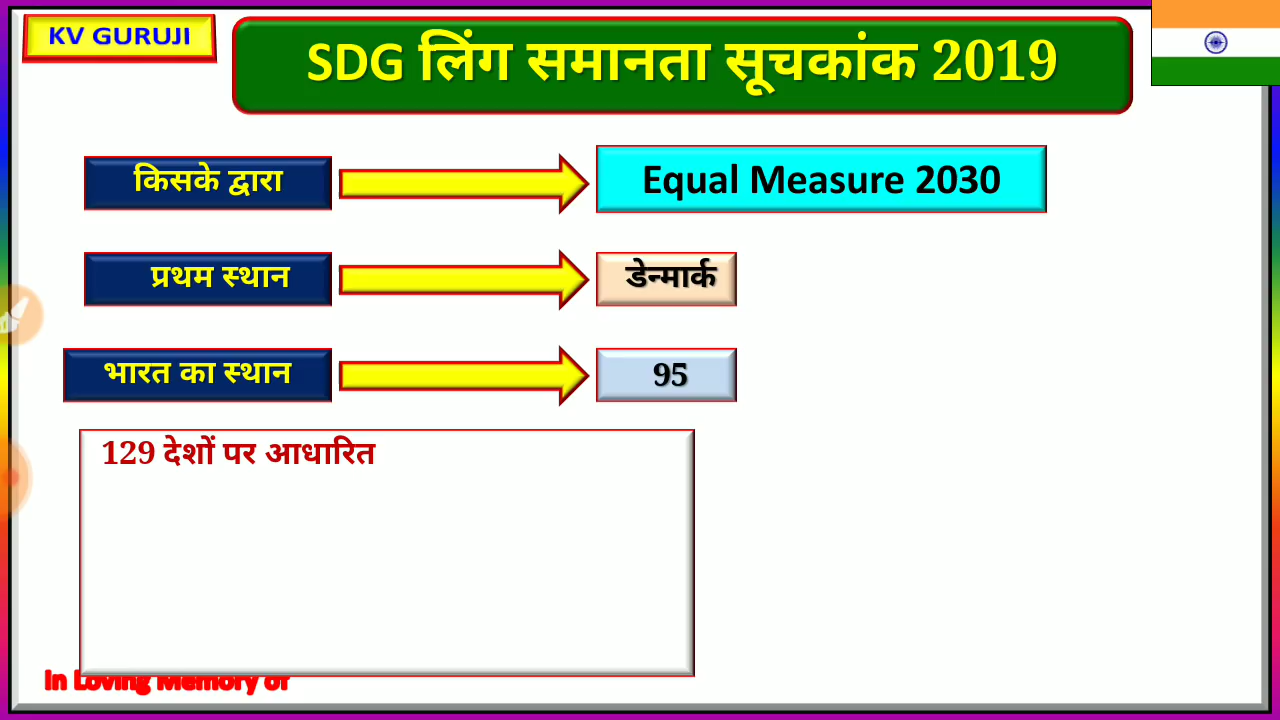 KV GURUJI
SDG लिंग समानता सूचकांक 2019
किसके द्वारा
Equal Measure 2030
प्रथम स्थान
डेन्मार्क
भारत का स्थान
95
129 देशों पर आधारित
In Loving Memory of